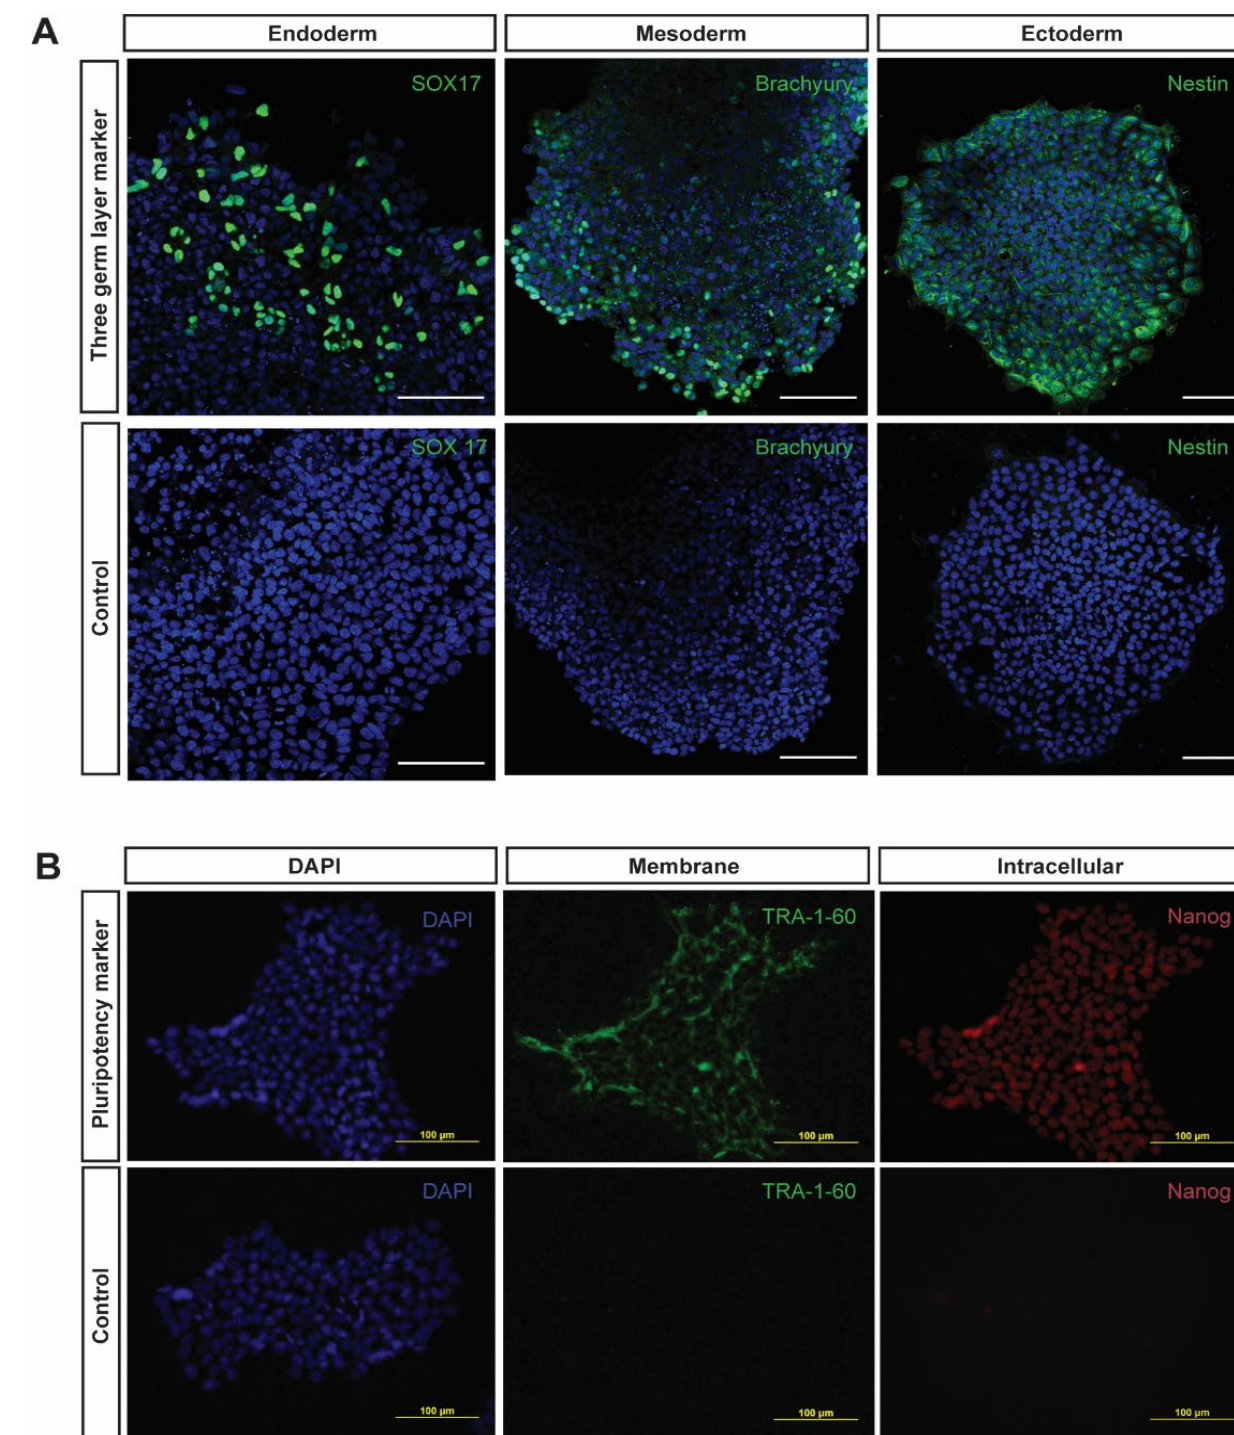 A
Endoderm
Mesoderm
Ectoderm
Three germ layer marker
SOX17
Brachyury
Nestin
Control
SOX 17
Brachyury
Nestin
B
DAPI
Membrane
Intracellular
Pluripotency marker
DAPI
TRA-1-60
Nanog
100 µm
100 µm
100 µm
Control
DAPI
TRA-1-60
Nanog
100 µm
100 µm
100 µm